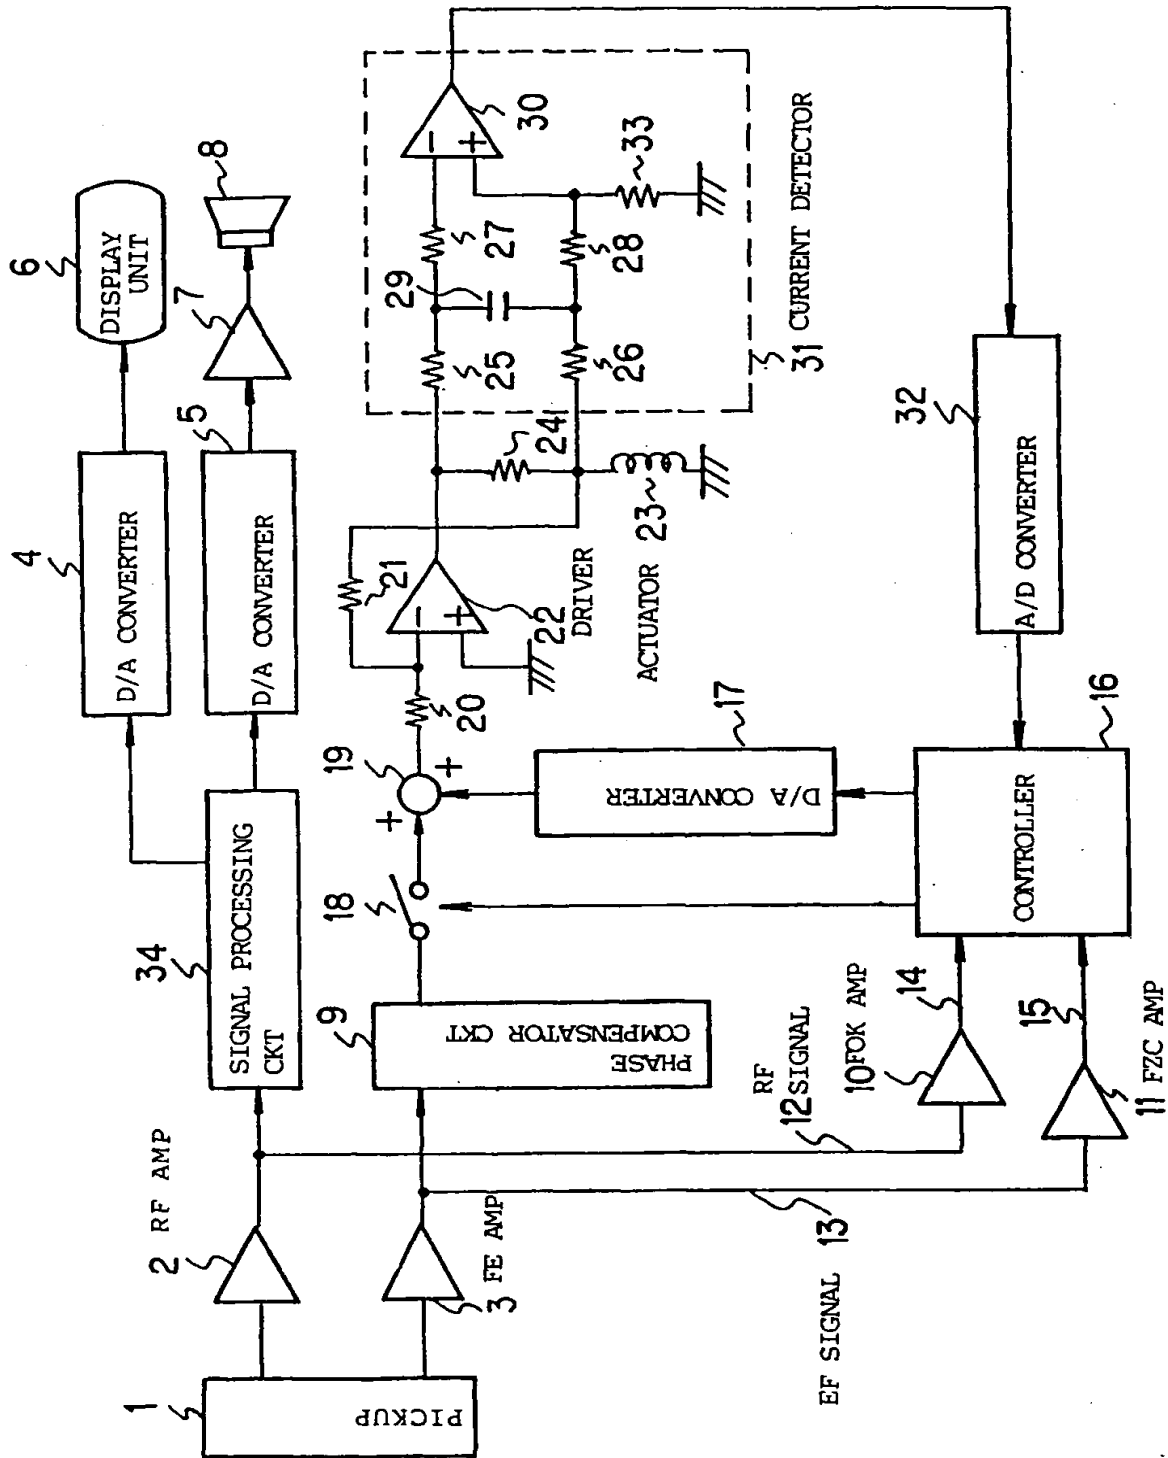 1
PICKUP
2
RF AMP
3
FE AMP
34
SIGNAL PROCESSING
CKT
4
D/A CONVERTER
5
D/A CONVERTER
6
DISPLAY
UNIT
7
8
9
PHASE
COMPENSATOR CKT
18
19
+
+
20
21
−
+
22
DRIVER
ACTUATOR 23
24
25
26
27
28
29
−
+
30
33
31 CURRENT DETECTOR
32
A/D CONVERTER
17
D/A CONVERTER
16
CONTROLLER
RF
SIGNAL
12
10 FOK AMP
14
15
11 FZC AMP
EF SIGNAL 13